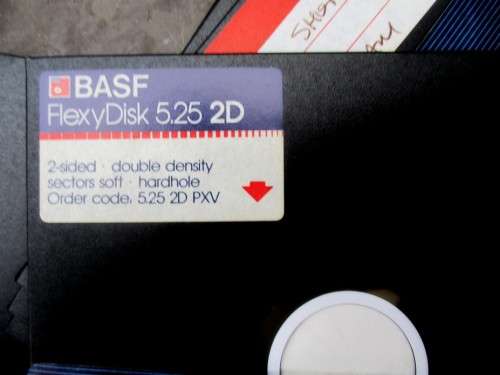 BASF
FlexyDisk 5.25 2D
2-sided · double density
sectors soft · hardhole
Order code. 5.25 2D PXV